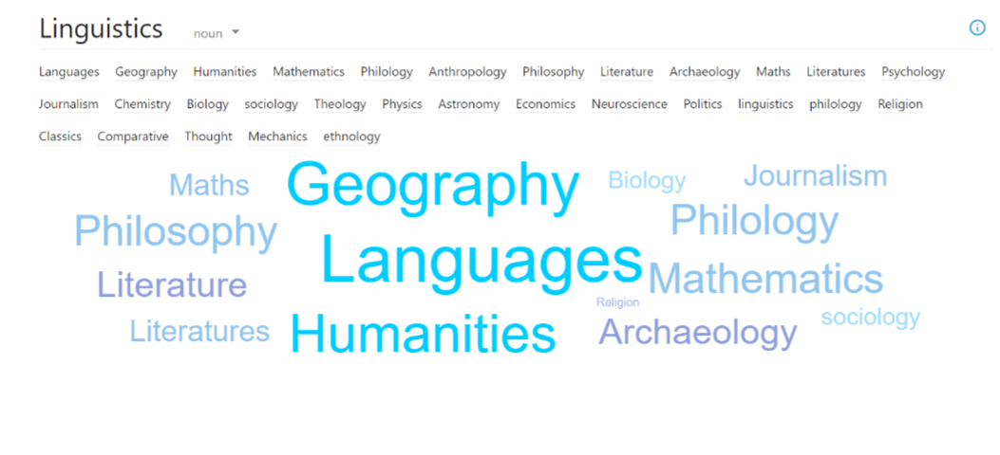 Linguistics noun
Languages Geography Humanities Mathematics Philology Anthropology Philosophy Literature Archaeology Maths Literatures Psychology
Journalism Chemistry Biology sociology Theology Physics Astronomy Economics Neuroscience Politics linguistics philology Religion
Classics Comparative Thought Mechanics ethnology
Maths Geography Biology Journalism
Philosophy Philology
Languages
Literature Mathematics
Religion
Literatures Humanities Archaeology sociology